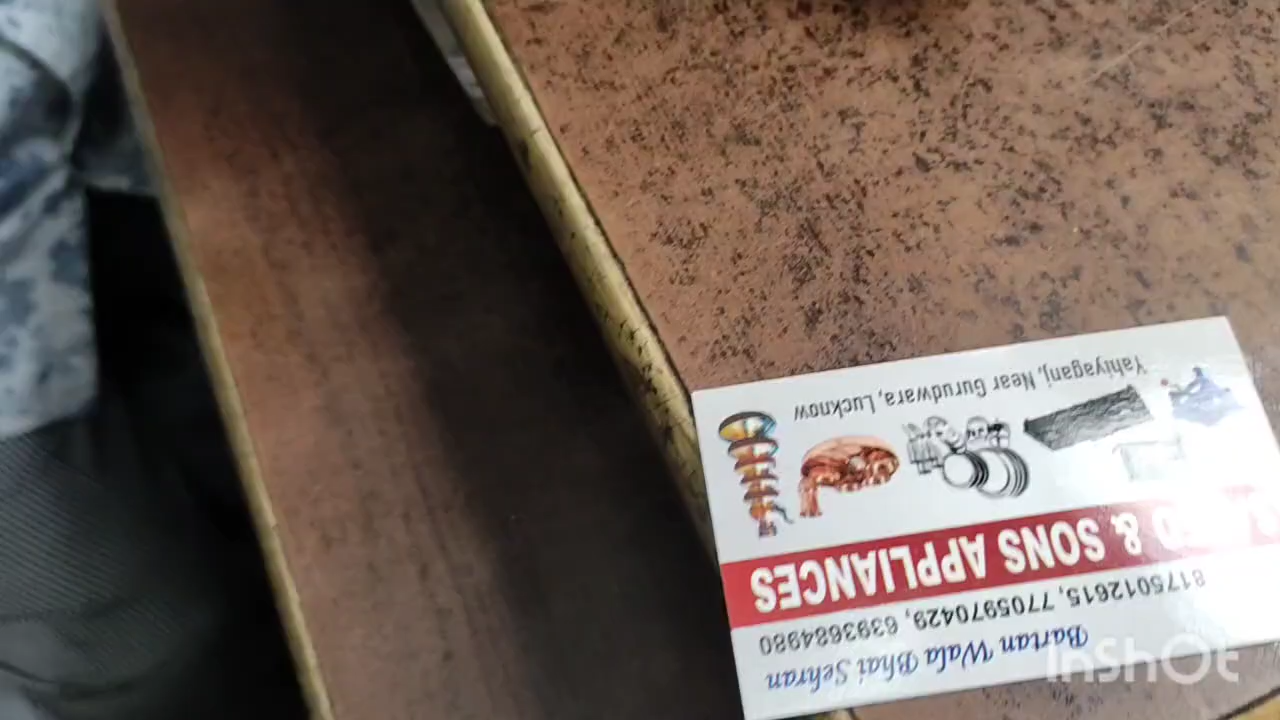 Bartan Wala Bhai Sehran
8175012615, 7705970429, 6393684980
& SONS APPLIANCES
Yahiyaganj, Near Gurudwara, Lucknow
InShOt